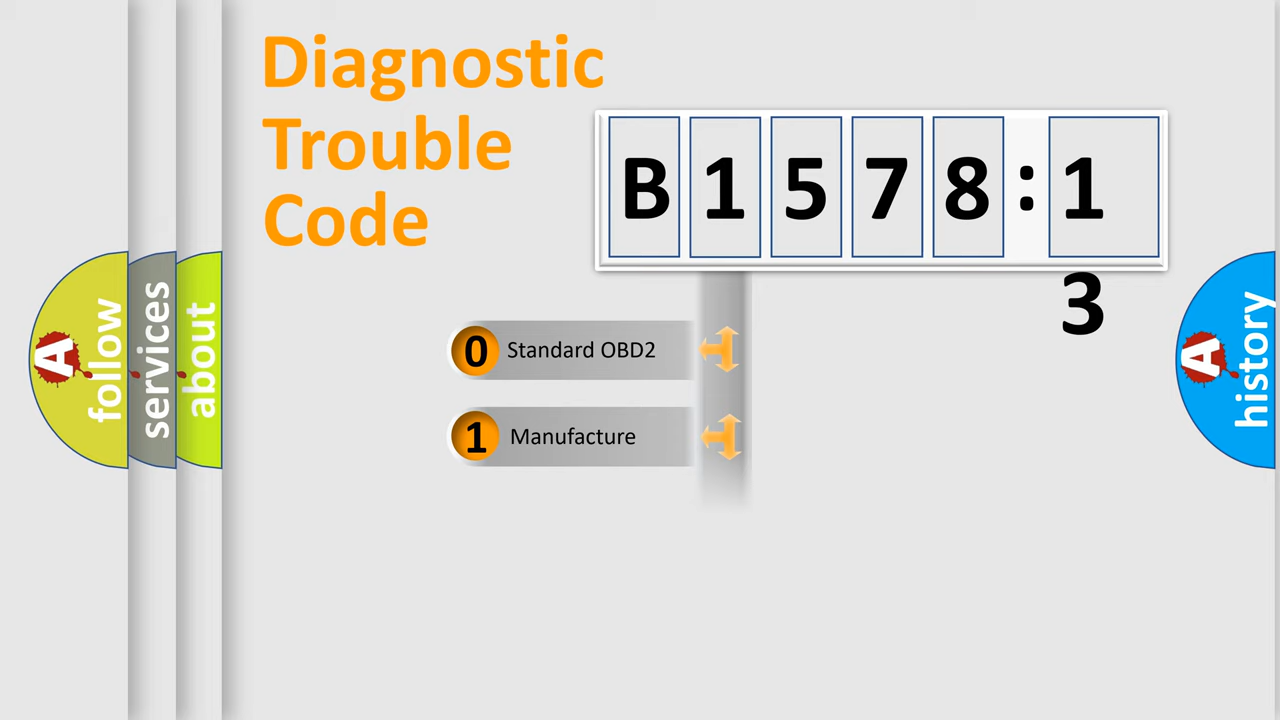 Diagnostic
Trouble
Code
B 1 5 7 8 : 1
3
0 Standard OBD2
1 Manufacture
A follow
services
about
A history